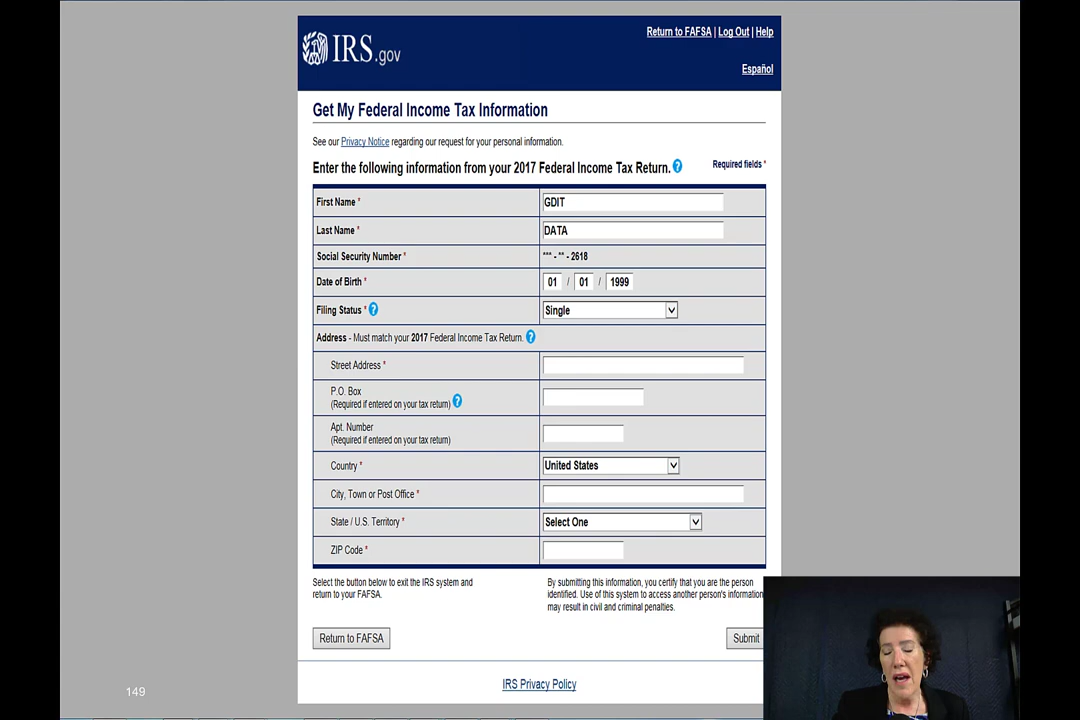 IRS.gov
Return to FAFSA | Log Out | Help
Español
Get My Federal Income Tax Information
See our Privacy Notice regarding our request for your personal information.
Enter the following information from your 2017 Federal Income Tax Return. ?
Required fields *
First Name * GDIT
Last Name * DATA
Social Security Number * *** - ** - 2618
Date of Birth * 01 / 01 / 1999
Filing Status * ? Single
Address - Must match your 2017 Federal Income Tax Return. ?
Street Address *
P.O. Box
(Required if entered on your tax return) ?
Apt. Number
(Required if entered on your tax return)
Country * United States
City, Town or Post Office *
State / U.S. Territory * Select One
ZIP Code *
Select the button below to exit the IRS system and
return to your FAFSA.
By submitting this information, you certify that you are the person
identified. Use of this system to access another person's information
may result in civil and criminal penalties.
Return to FAFSA
Submit
IRS Privacy Policy
149